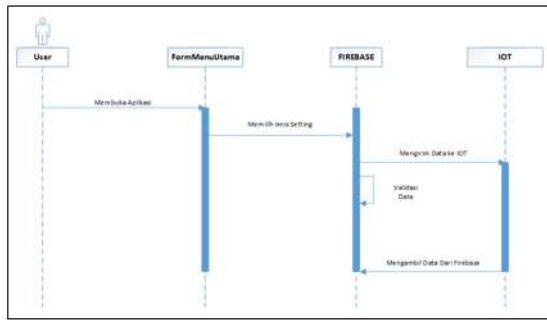 User
FormMenuUtama
FIREBASE
IOT
Membuka Aplikasi
Memilih Jenis Setting
Mengirim Data ke IOT
Validasi
Data
Mengambil Data Dari Firebase